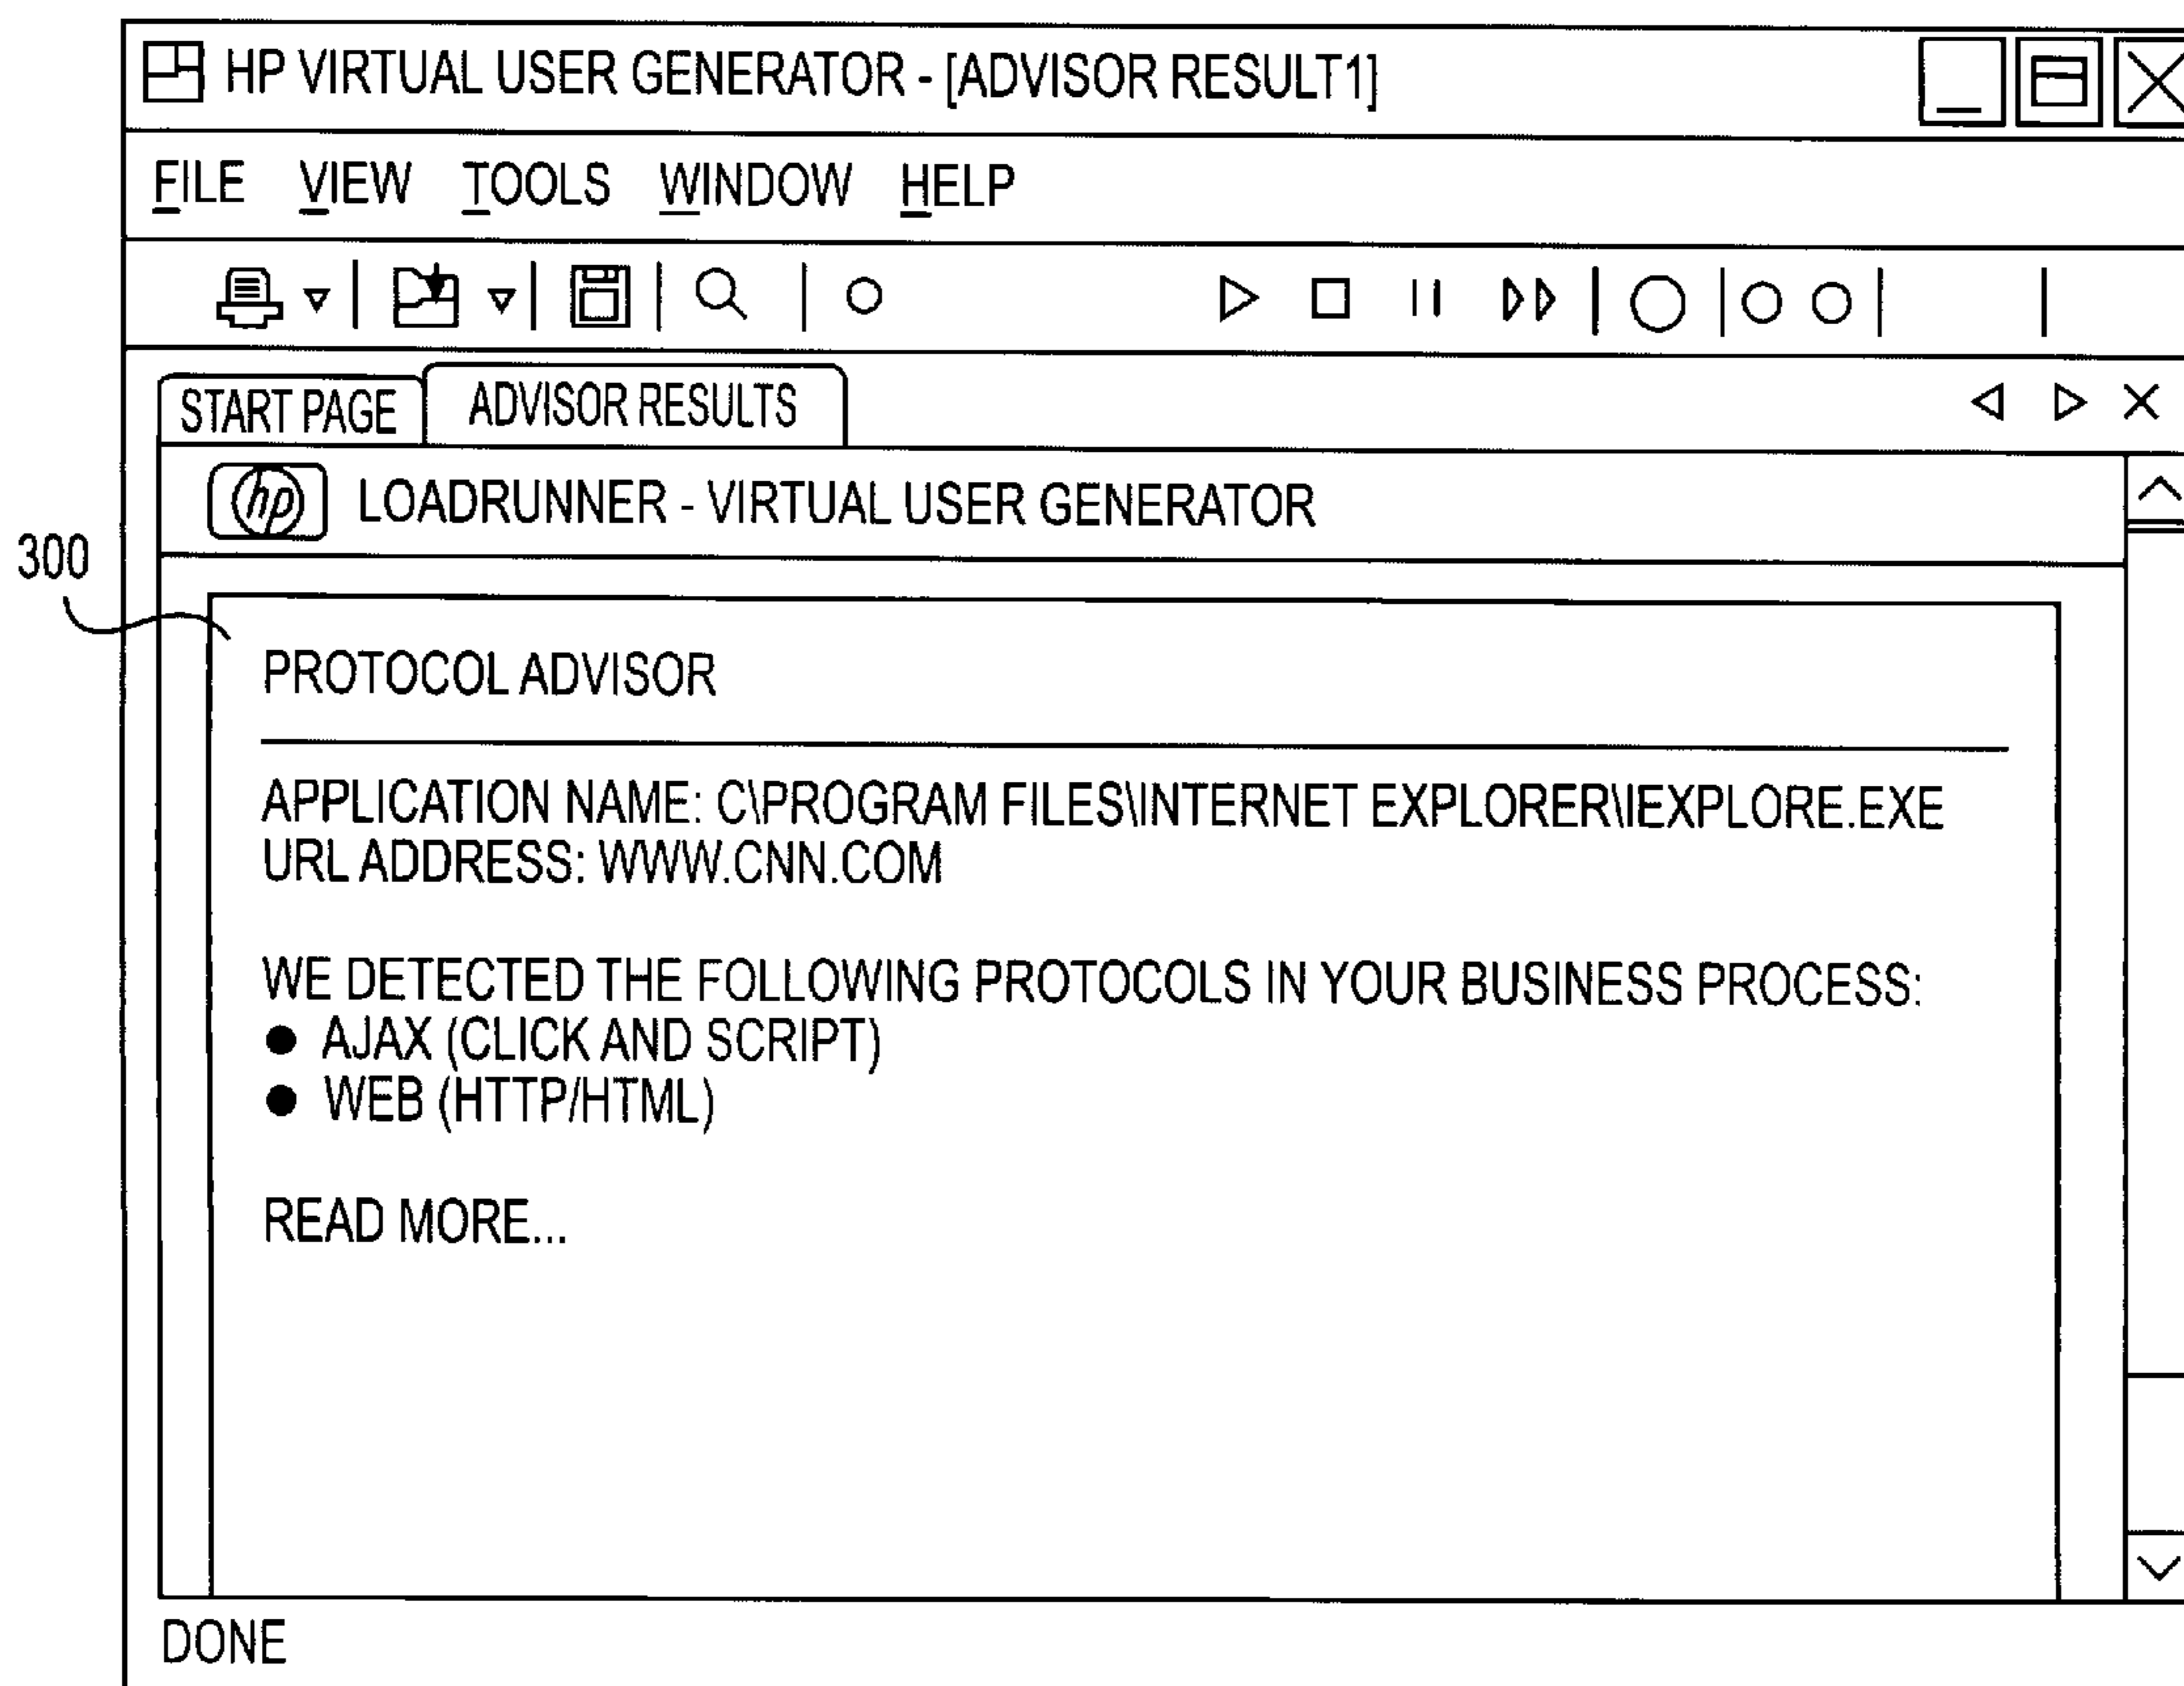 HP VIRTUAL USER GENERATOR - [ADVISOR RESULT1]
FILE VIEW TOOLS WINDOW HELP
START PAGE ADVISOR RESULTS
hp LOADRUNNER - VIRTUAL USER GENERATOR
300
PROTOCOL ADVISOR
APPLICATION NAME: C\PROGRAM FILES\INTERNET EXPLORER\IEXPLORE.EXE
URL ADDRESS: WWW.CNN.COM
WE DETECTED THE FOLLOWING PROTOCOLS IN YOUR BUSINESS PROCESS:
● AJAX (CLICK AND SCRIPT)
● WEB (HTTP/HTML)
READ MORE...
DONE